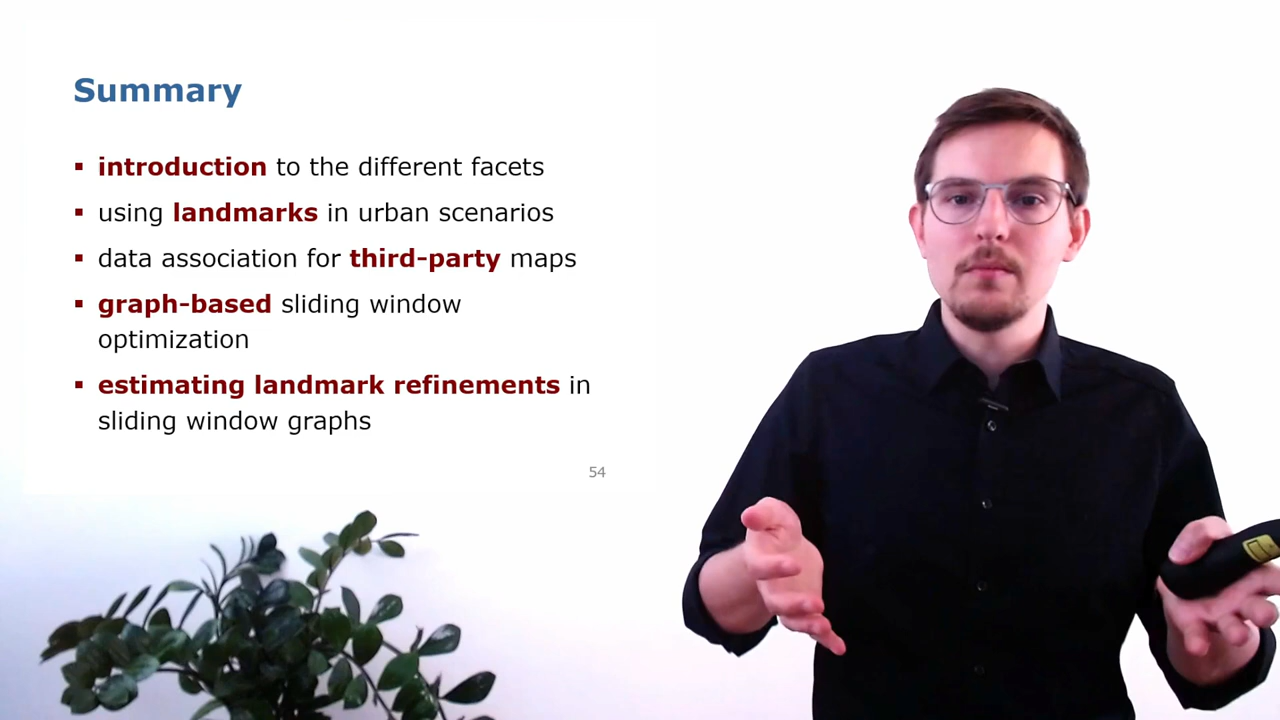 Summary
▪ introduction to the different facets
▪ using landmarks in urban scenarios
▪ data association for third-party maps
▪ graph-based sliding window
optimization
▪ estimating landmark refinements in
sliding window graphs
54